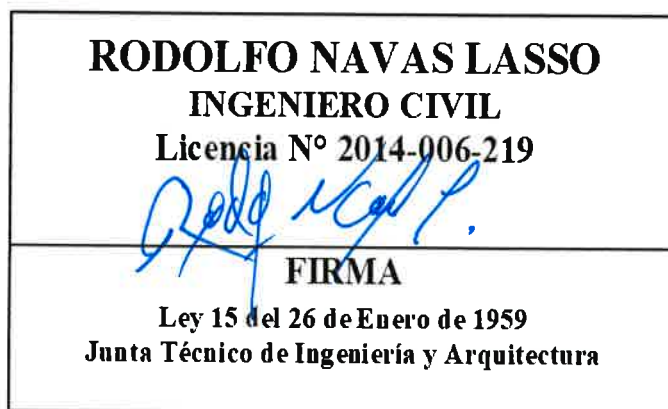 RODOLFO NAVAS LASSO
INGENIERO CIVIL
Licencia Nº 2014-006-219
FIRMA
Ley 15 del 26 de Enero de 1959
Junta Técnico de Ingeniería y Arquitectura